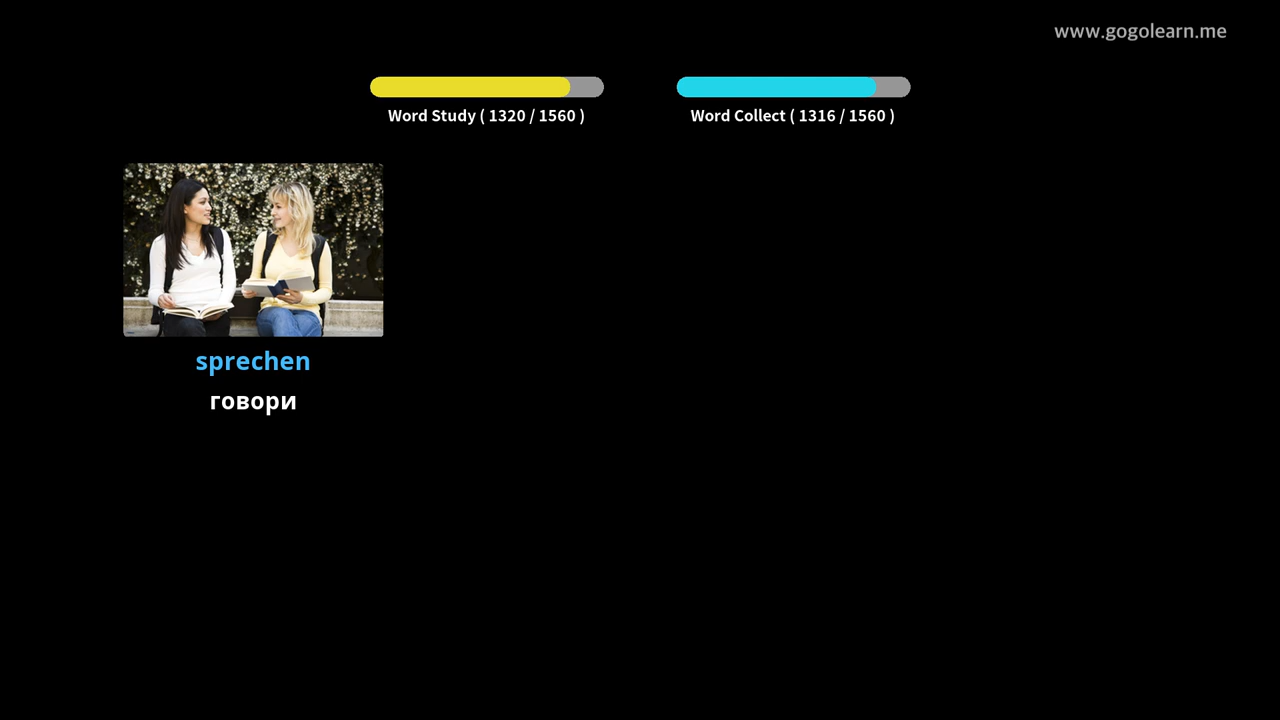 www.gogolearn.me
Word Study ( 1320 / 1560 )
Word Collect ( 1316 / 1560 )
sprechen
говори